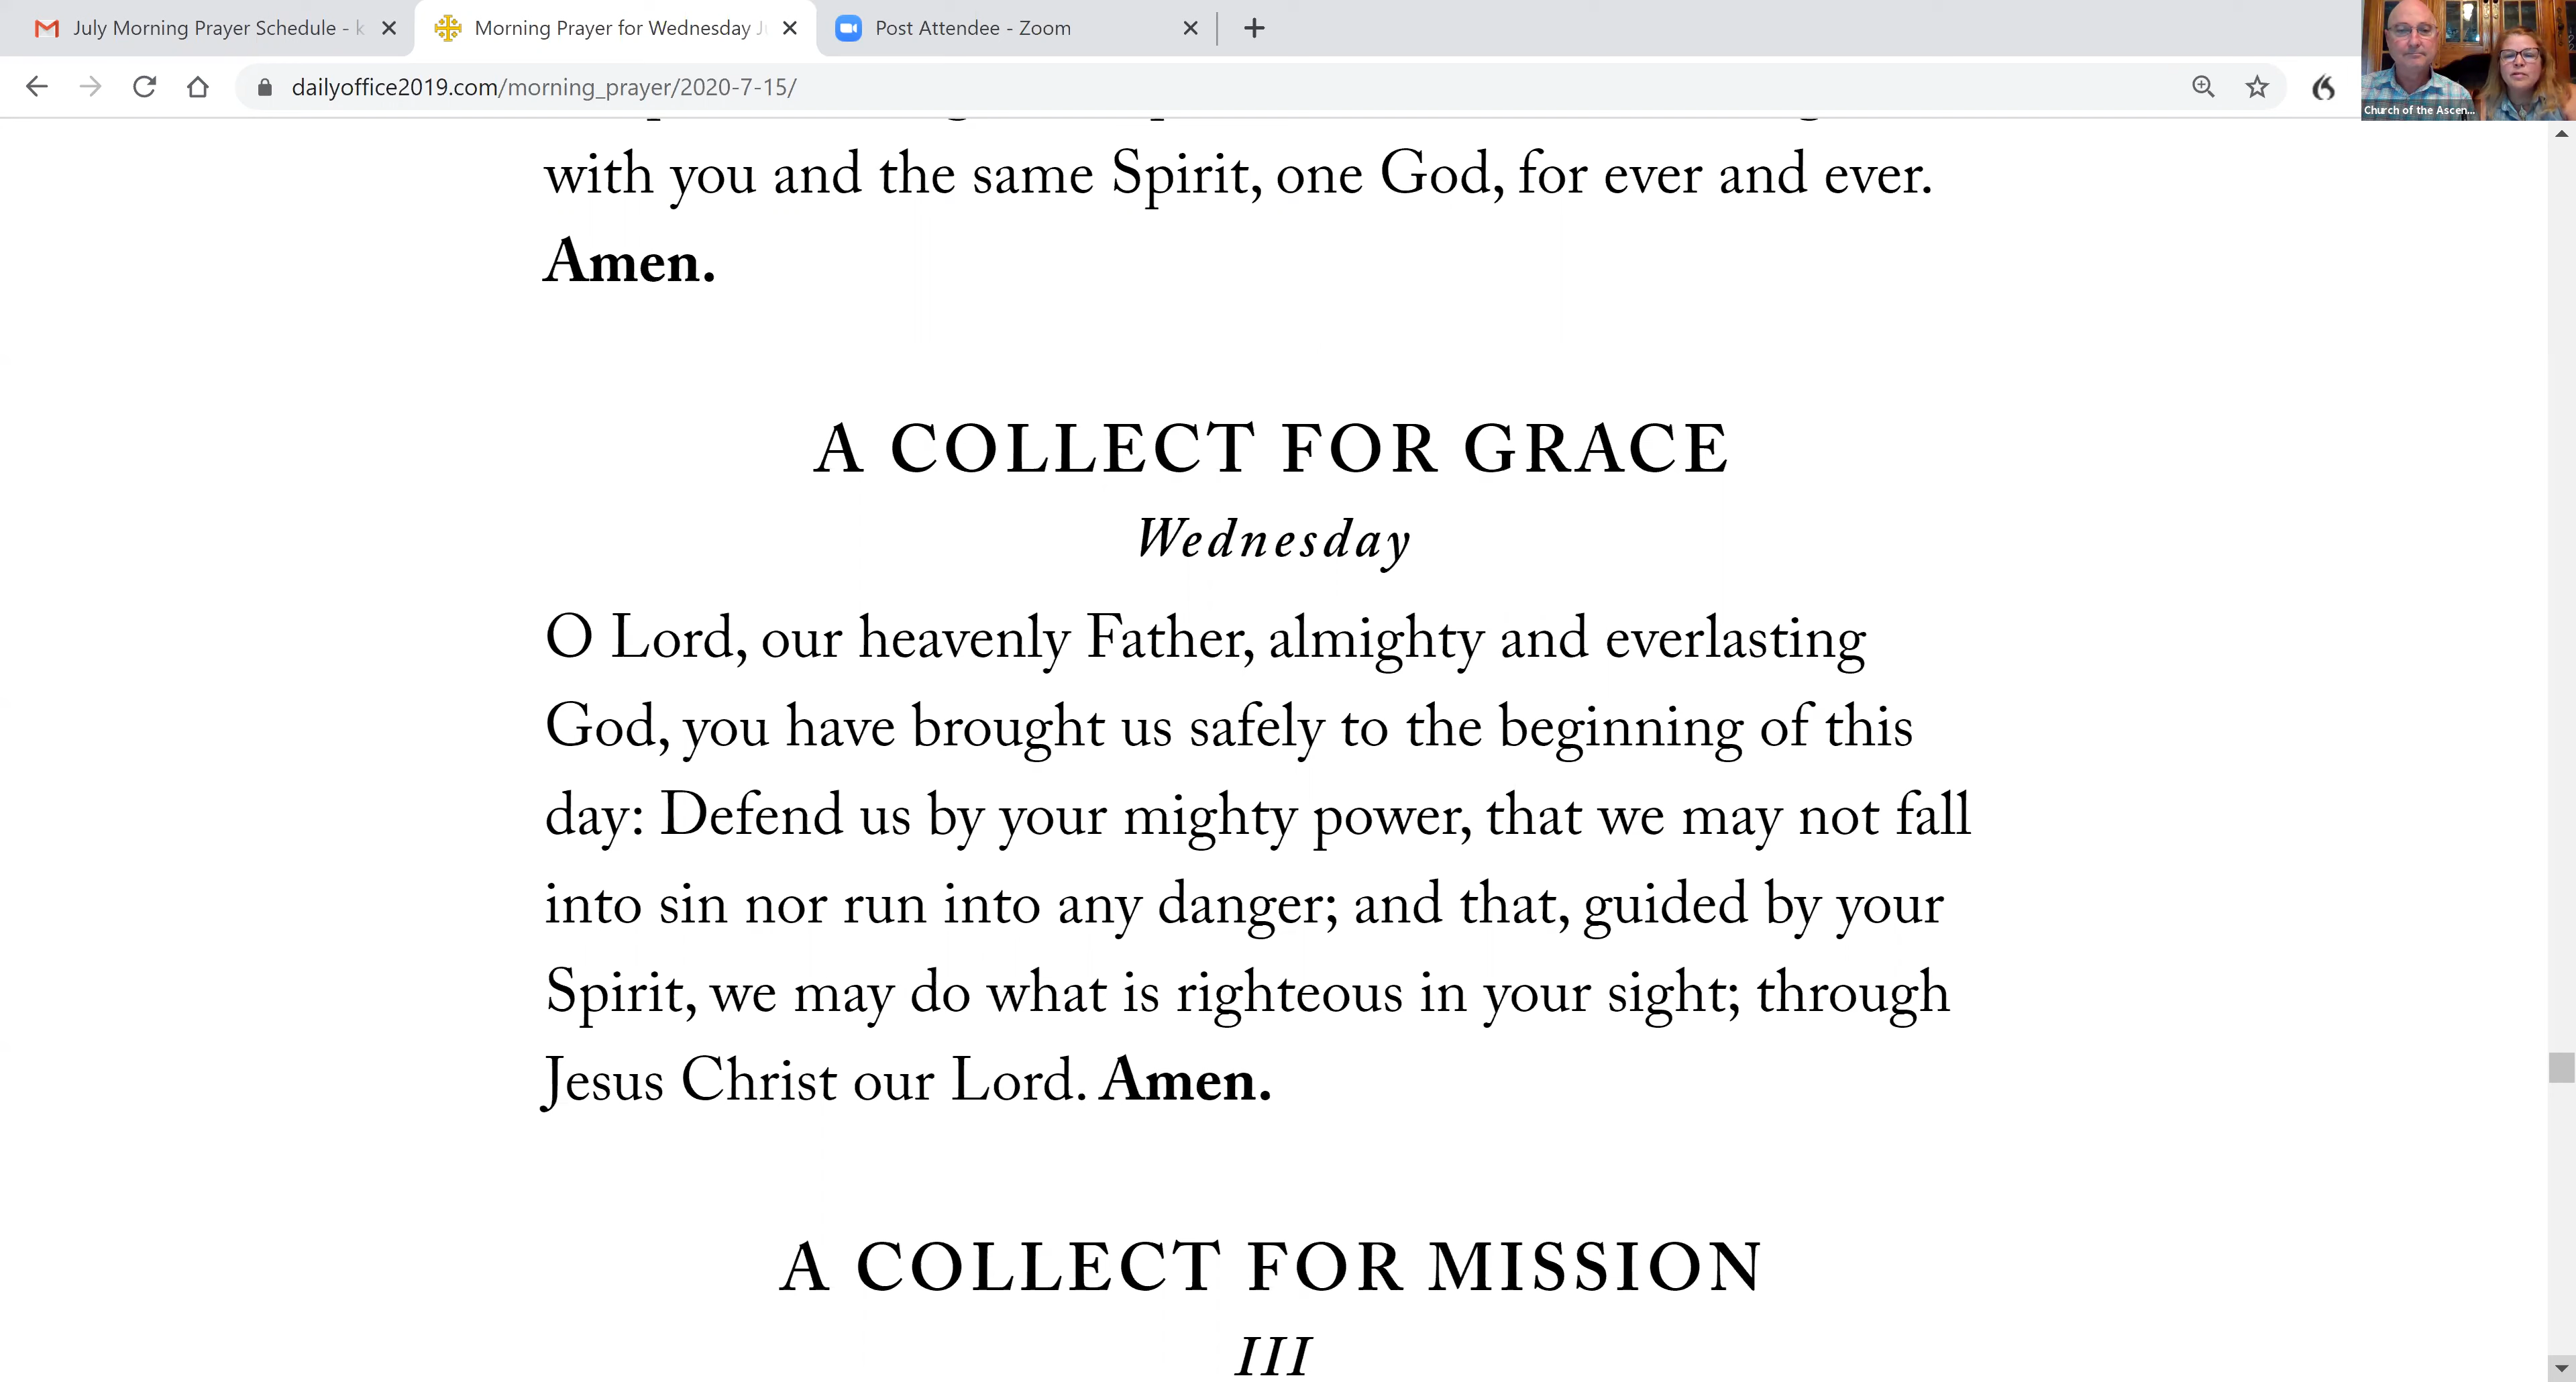 July Morning Prayer Schedule - k
Morning Prayer for Wednesday J
Post Attendee - Zoom
dailyoffice2019.com/morning_prayer/2020-7-15/
Church of the Ascen...
with you and the same Spirit, one God, for ever and ever.
Amen.
A COLLECT FOR GRACE
Wednesday
O Lord, our heavenly Father, almighty and everlasting
God, you have brought us safely to the beginning of this
day: Defend us by your mighty power, that we may not fall
into sin nor run into any danger; and that, guided by your
Spirit, we may do what is righteous in your sight; through
Jesus Christ our Lord. Amen.
A COLLECT FOR MISSION
III